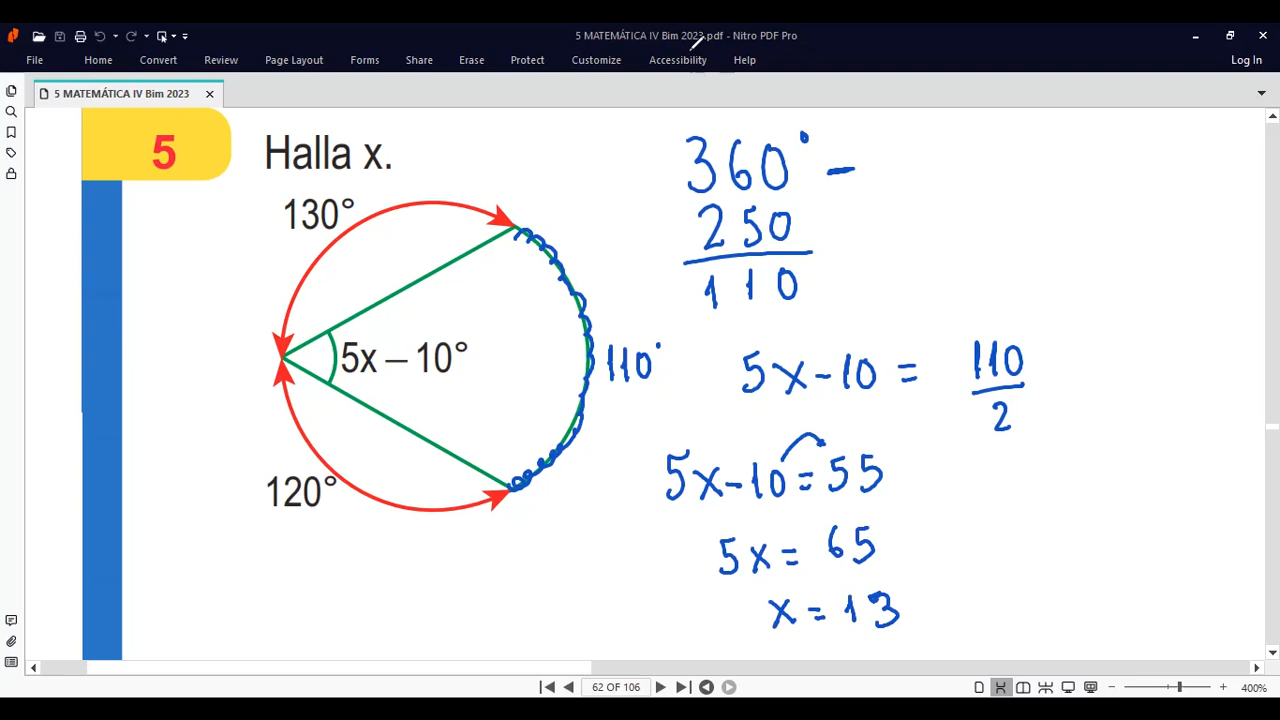 5 MATEMÁTICA IV Bim 2023.pdf - Nitro PDF Pro
File Home Convert Review Page Layout Forms Share Erase Protect Customize Accessibility Help Log In
5 MATEMÁTICA IV Bim 2023
5 Halla x.
130°
5x – 10°
120°
110°
360° -
250
110
5x-10 = 110/2
5x-10 = 55
5x = 65
x = 13
62 OF 106
400%